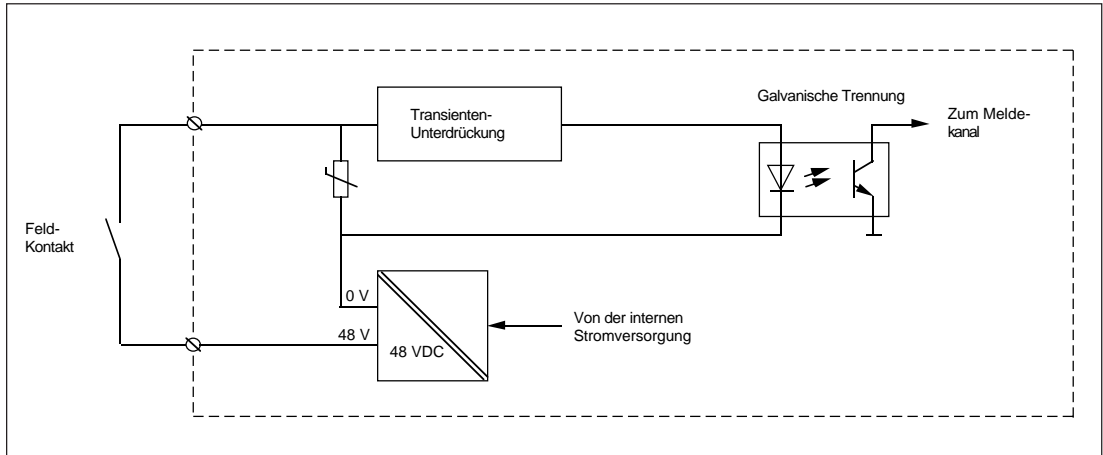 Galvanische Trennung
Transienten-
Unterdrückung
Zum Melde-
kanal
Feld-
Kontakt
0 V
48 V
48 VDC
Von der internen
Stromversorgung